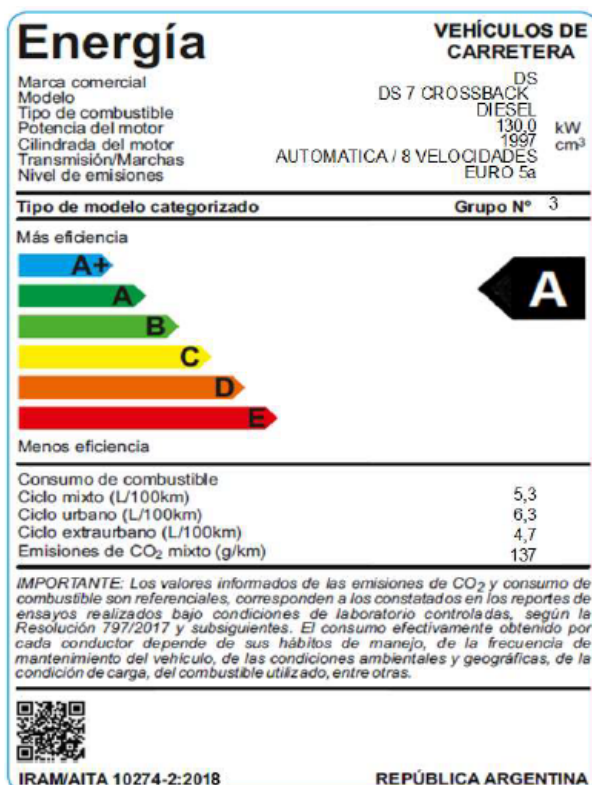 Energía
VEHÍCULOS DE
CARRETERA
Marca comercial DS
Modelo DS 7 CROSSBACK
Tipo de combustible DIESEL
Potencia del motor 130,0 kW
Cilindrada del motor 1997 cm³
Transmisión/Marchas AUTOMATICA / 8 VELOCIDADES
Nivel de emisiones EURO 5a
Tipo de modelo categorizado Grupo Nº 3
Más eficiencia
A+
A
A
B
C
D
E
Menos eficiencia
Consumo de combustible
Ciclo mixto (L/100km) 5,3
Ciclo urbano (L/100km) 6,3
Ciclo extraurbano (L/100km) 4,7
Emisiones de CO₂ mixto (g/km) 137
IMPORTANTE: Los valores informados de las emisiones de CO₂ y consumo de
combustible son referenciales, corresponden a los constatados en los reportes de
ensayos realizados bajo condiciones de laboratorio controladas, según la
Resolución 797/2017 y subsiguientes. El consumo efectivamente obtenido por
cada conductor depende de sus hábitos de manejo, de la frecuencia de
mantenimiento del vehículo, de las condiciones ambientales y geográficas, de la
condición de carga, del combustible utilizado, entre otras.
IRAM/AITA 10274-2:2018 REPÚBLICA ARGENTINA